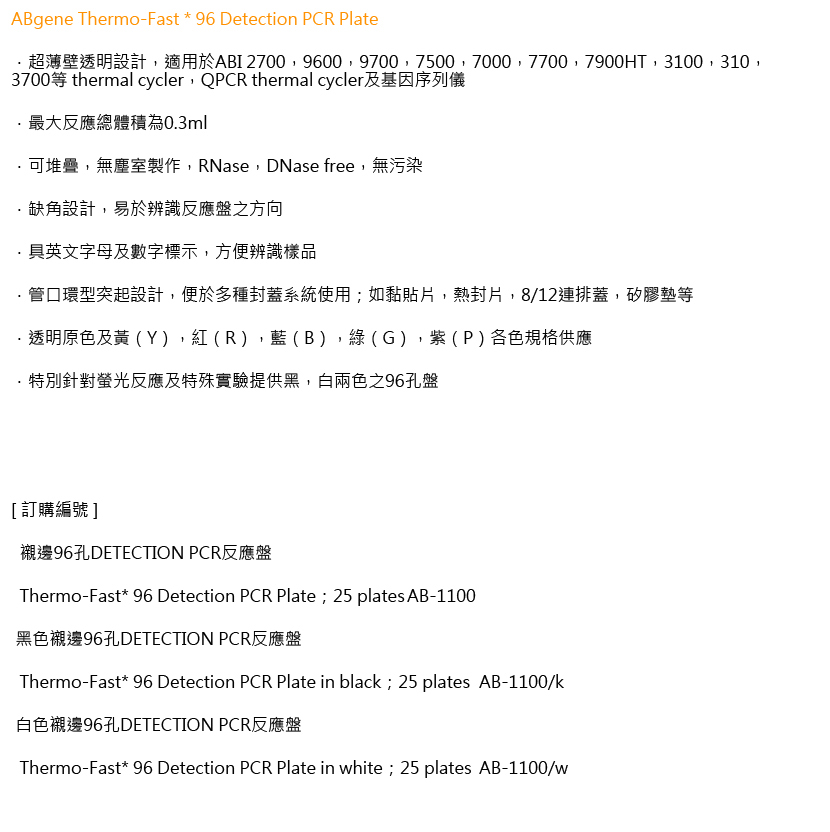 ABgene Thermo-Fast * 96 Detection PCR Plate
．超薄壁透明設計，適用於ABI 2700，9600，9700，7500，7000，7700，7900HT，3100，310，
3700等 thermal cycler，QPCR thermal cycler及基因序列儀
．最大反應總體積為0.3ml
．可堆疊，無塵室製作，RNase，DNase free，無污染
．缺角設計，易於辨識反應盤之方向
．具英文字母及數字標示，方便辨識樣品
．管口環型突起設計，便於多種封蓋系統使用；如黏貼片，熱封片，8/12連排蓋，矽膠墊等
．透明原色及黃（Y），紅（R），藍（B），綠（G），紫（P）各色規格供應
．特別針對螢光反應及特殊實驗提供黑，白兩色之96孔盤
[ 訂購編號 ]
襯邊96孔DETECTION PCR反應盤
Thermo-Fast* 96 Detection PCR Plate；25 plates AB-1100
黑色襯邊96孔DETECTION PCR反應盤
Thermo-Fast* 96 Detection PCR Plate in black；25 plates AB-1100/k
白色襯邊96孔DETECTION PCR反應盤
Thermo-Fast* 96 Detection PCR Plate in white；25 plates AB-1100/w